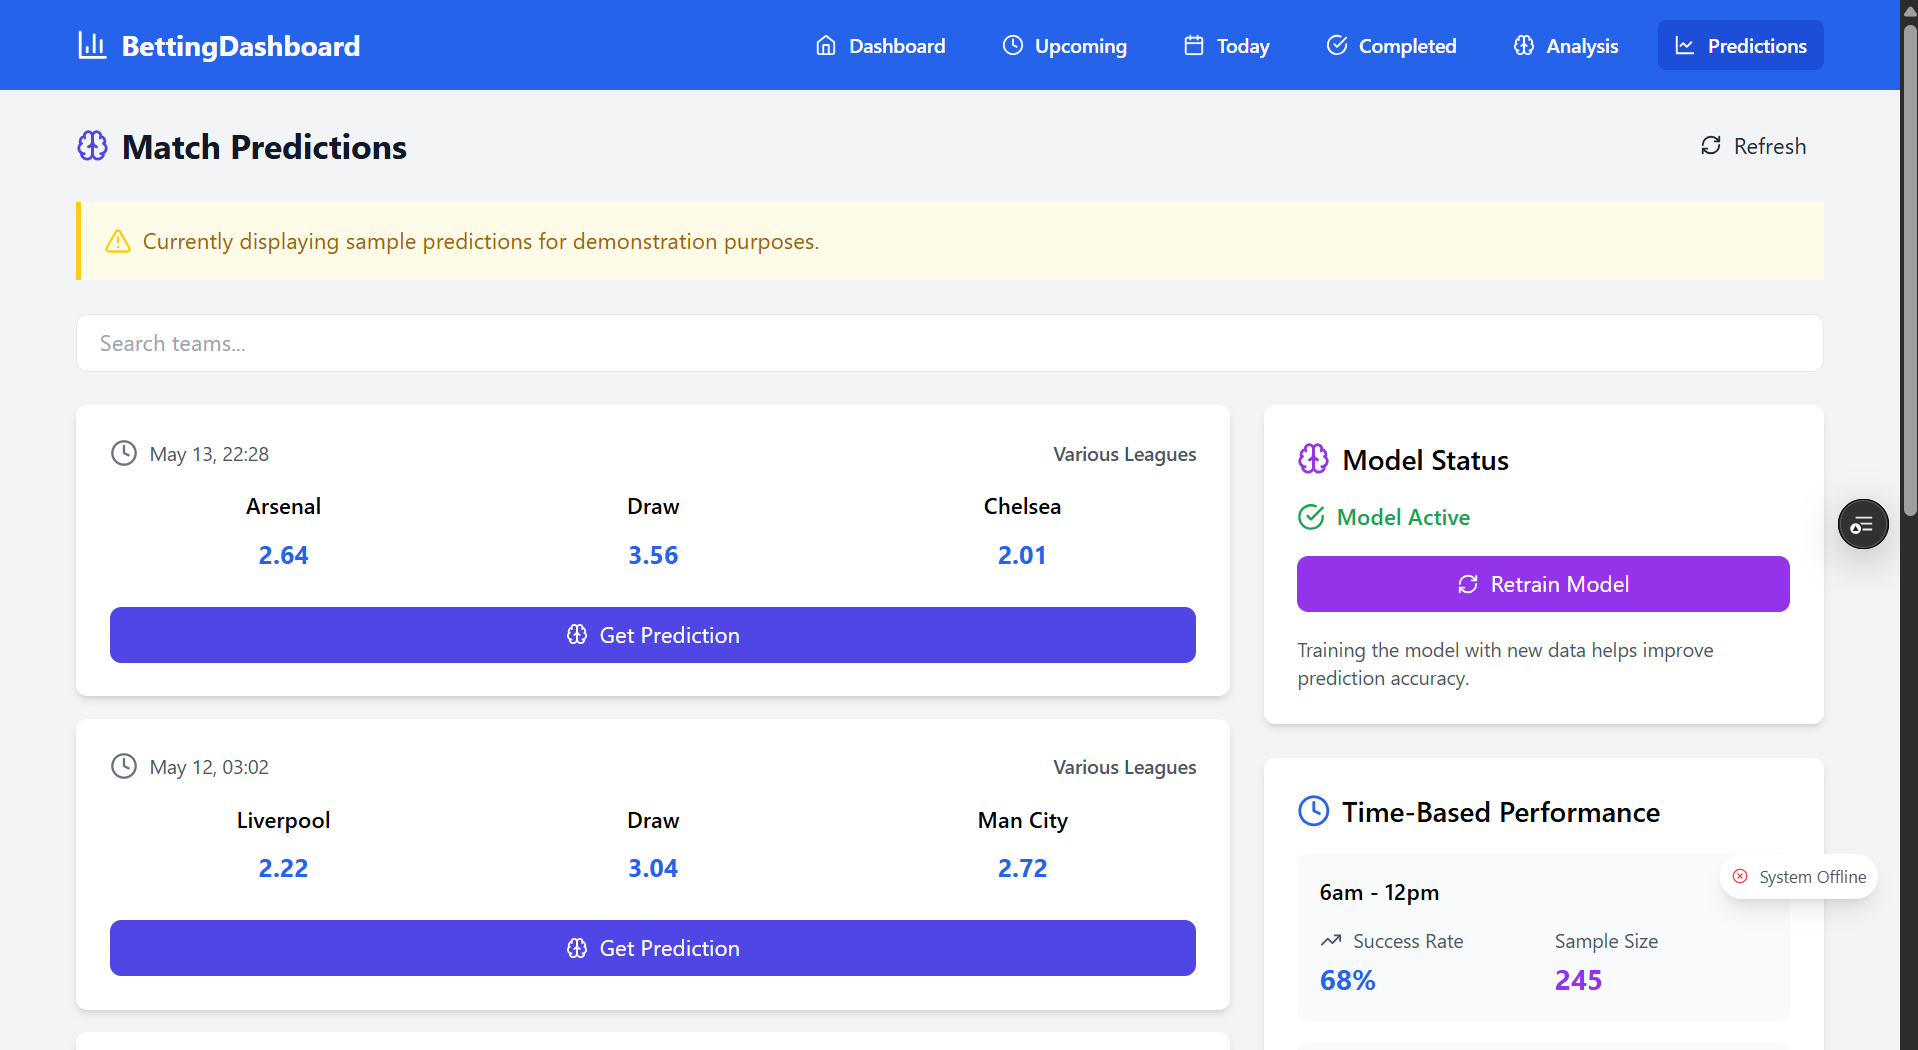 BettingDashboard
Dashboard
Upcoming
Today
Completed
Analysis
Predictions
Match Predictions
Refresh
Currently displaying sample predictions for demonstration purposes.
Search teams...
May 13, 22:28
Various Leagues
Arsenal
Draw
Chelsea
2.64
3.56
2.01
Get Prediction
May 12, 03:02
Various Leagues
Liverpool
Draw
Man City
2.22
3.04
2.72
Get Prediction
Model Status
Model Active
Retrain Model
Training the model with new data helps improve
prediction accuracy.
Time-Based Performance
6am - 12pm
System Offline
Success Rate
Sample Size
68%
245